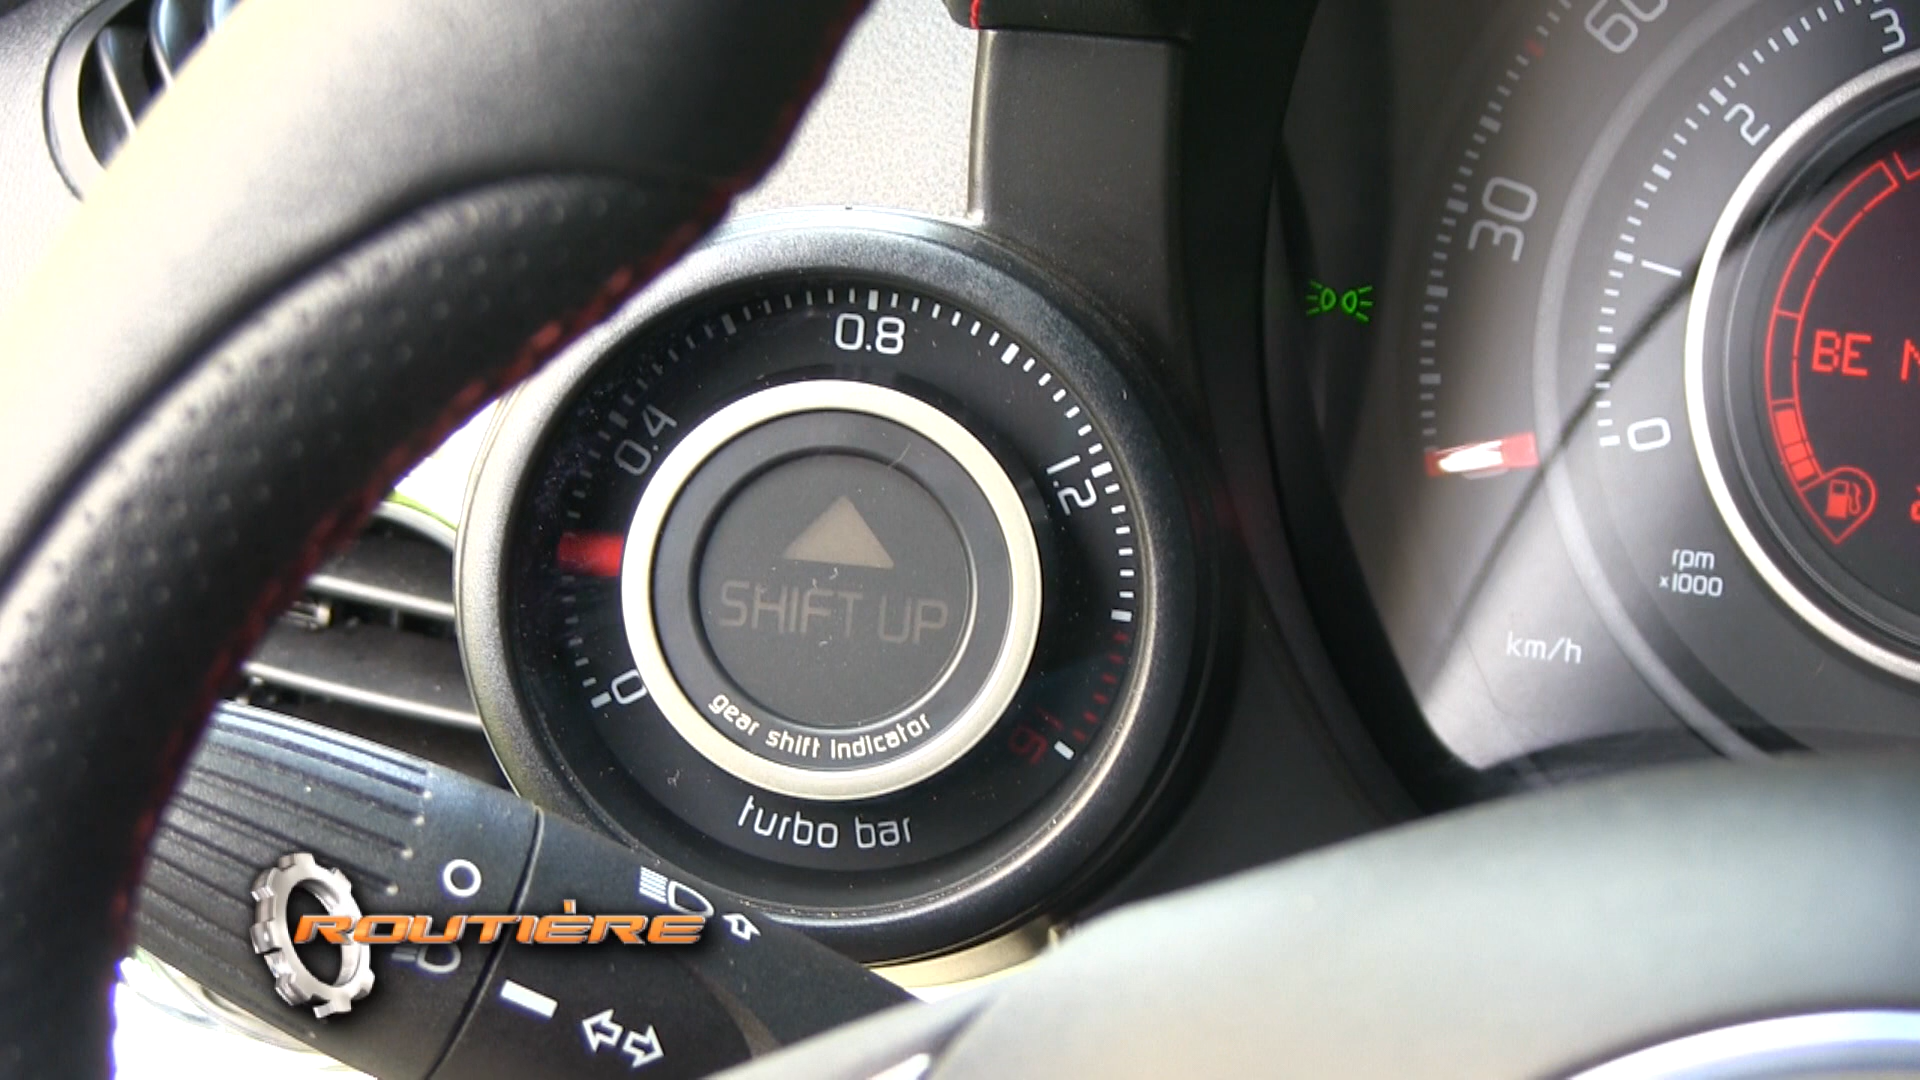 60
3
2
30
1
0
BE
rpm
x1000
km/h
0.8
0.4
1.2
SHIFT UP
0
gear shift indicator
1.6
turbo bar
ROUTIÈRE